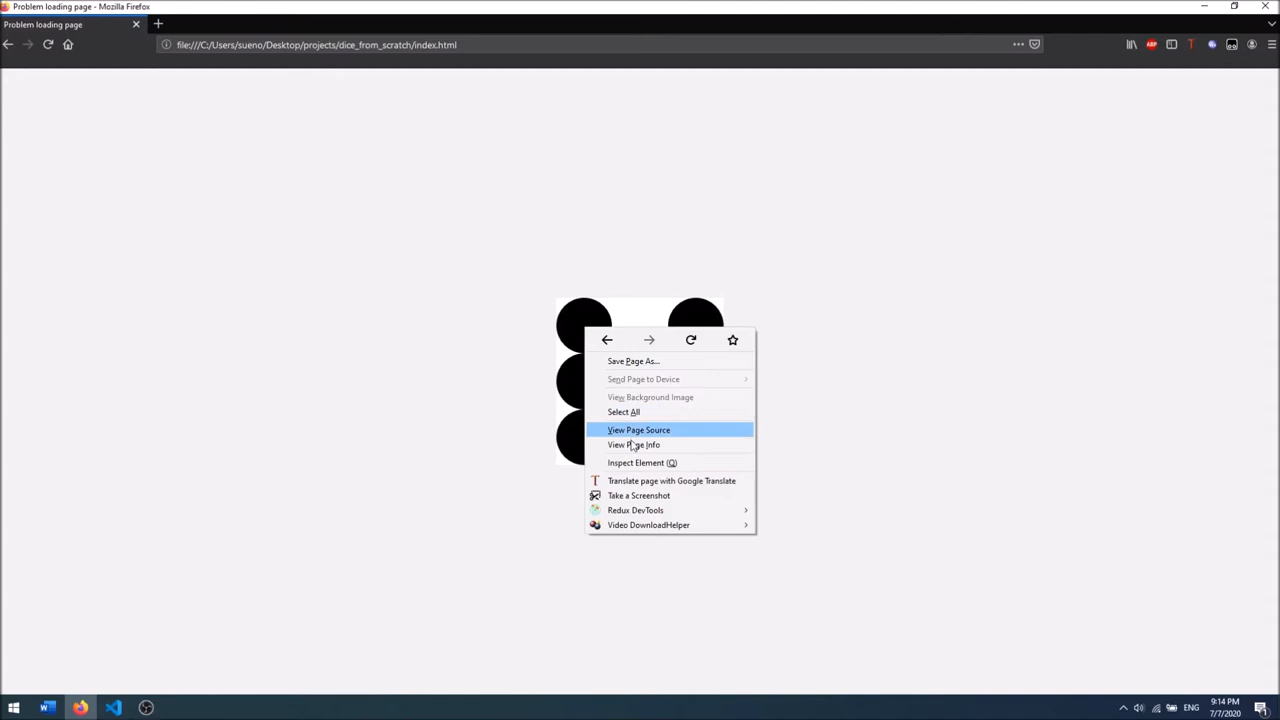 Problem loading page - Mozilla Firefox
Problem loading page
file:///C:/Users/sueno/Desktop/projects/dice_from_scratch/index.html
ABP
T
Save Page As...
Send Page to Device
View Background Image
Select All
View Page Source
View Page Info
Inspect Element (Q)
T Translate page with Google Translate
Take a Screenshot
Redux DevTools
Video DownloadHelper
W
ENG
9:14 PM
7/7/2020
1